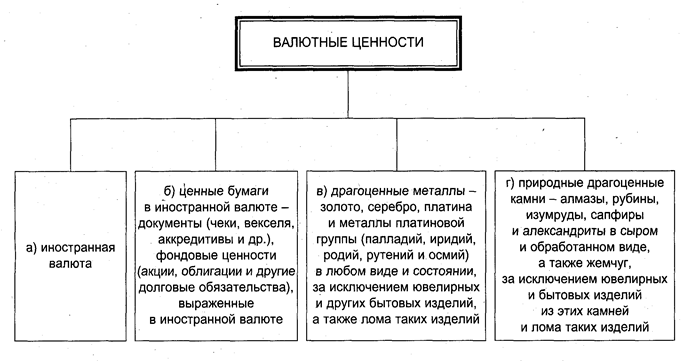 ВАЛЮТНЫЕ ЦЕННОСТИ
а) иностранная
валюта
б) ценные бумаги
в иностранной валюте –
документы (чеки, векселя,
аккредитивы и др.),
фондовые ценности
(акции, облигации и другие
долговые обязательства),
выраженные
в иностранной валюте
в) драгоценные металлы –
золото, серебро, платина
и металлы платиновой
группы (палладий, иридий,
родий, рутений и осмий)
в любом виде и состоянии,
за исключением ювелирных
и других бытовых изделий,
а также лома таких изделий
г) природные драгоценные
камни – алмазы, рубины,
изумруды, сапфиры
и александриты в сыром
и обработанном виде,
а также жемчуг,
за исключением ювелирных
и бытовых изделий
из этих камней
и лома таких изделий